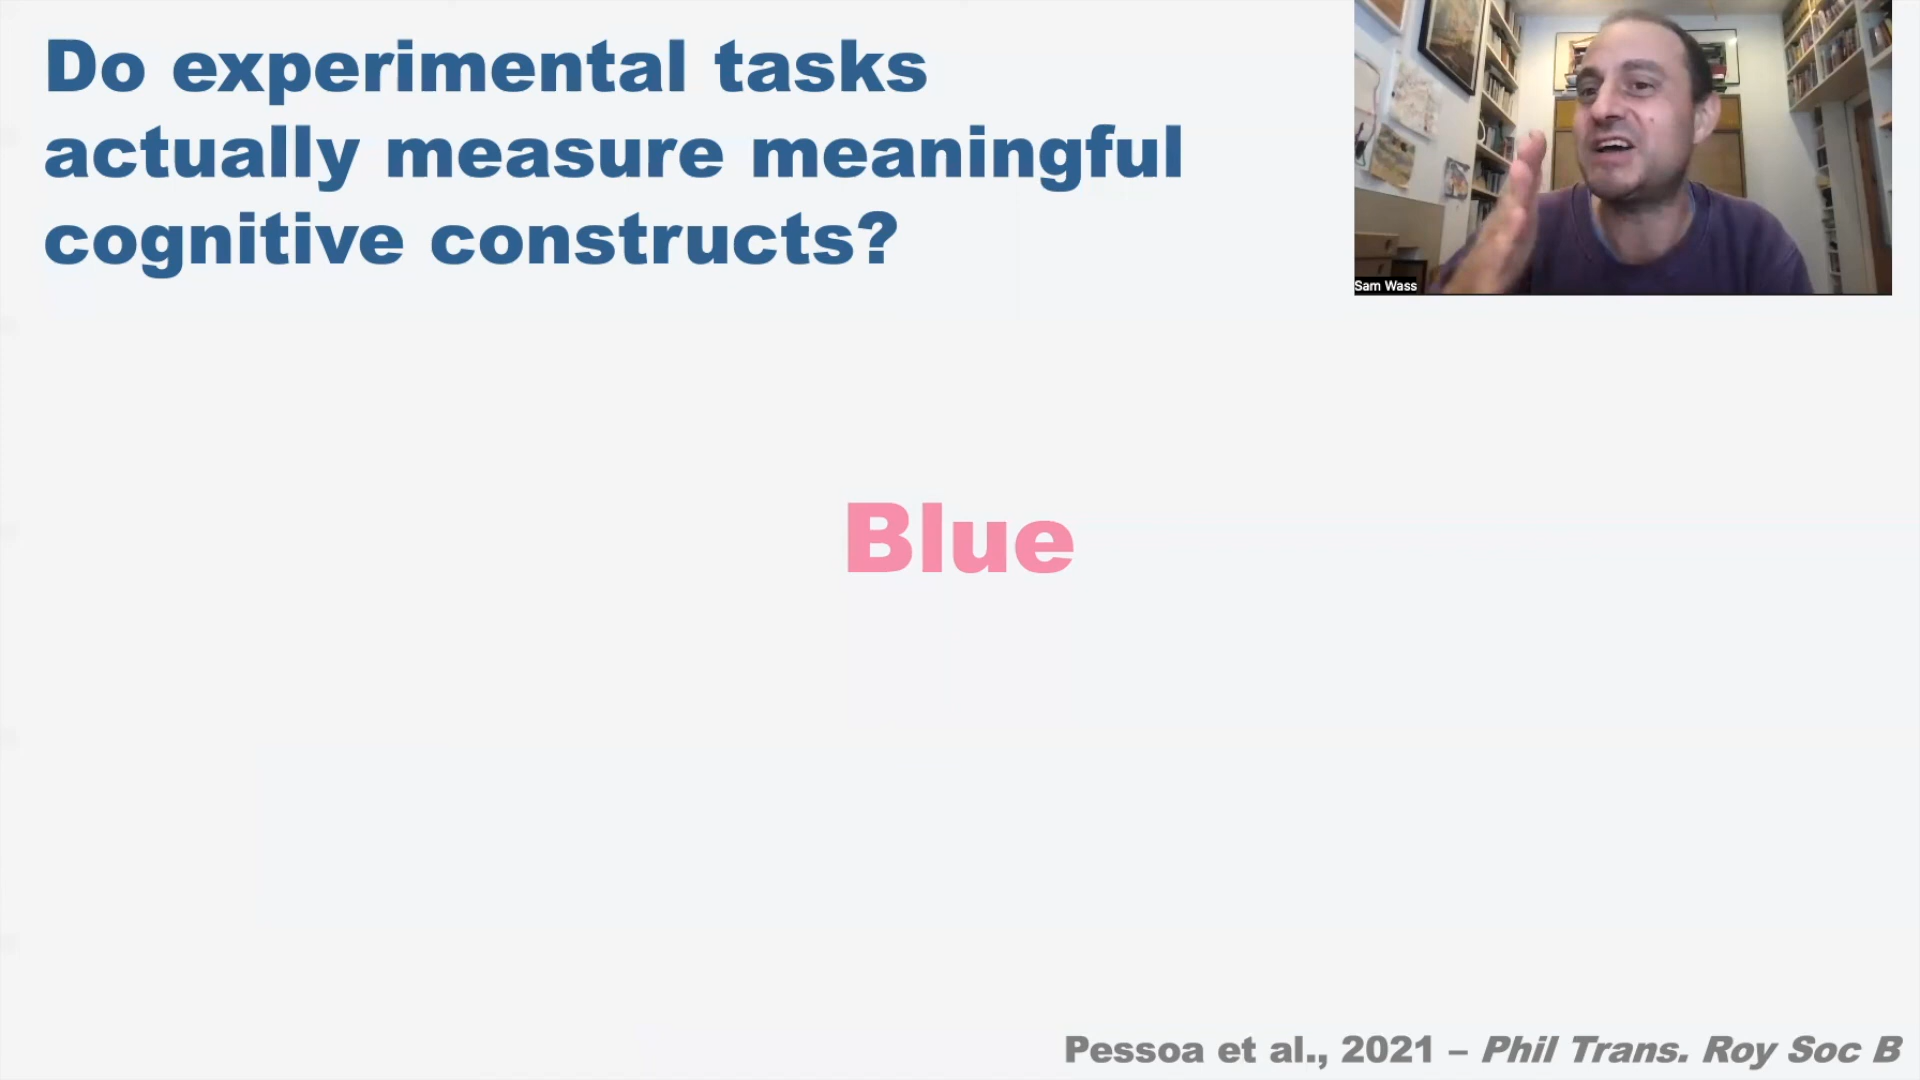 Do experimental tasks
actually measure meaningful
cognitive constructs?
Sam Wass
Blue
Pessoa et al., 2021 – Phil Trans. Roy Soc B